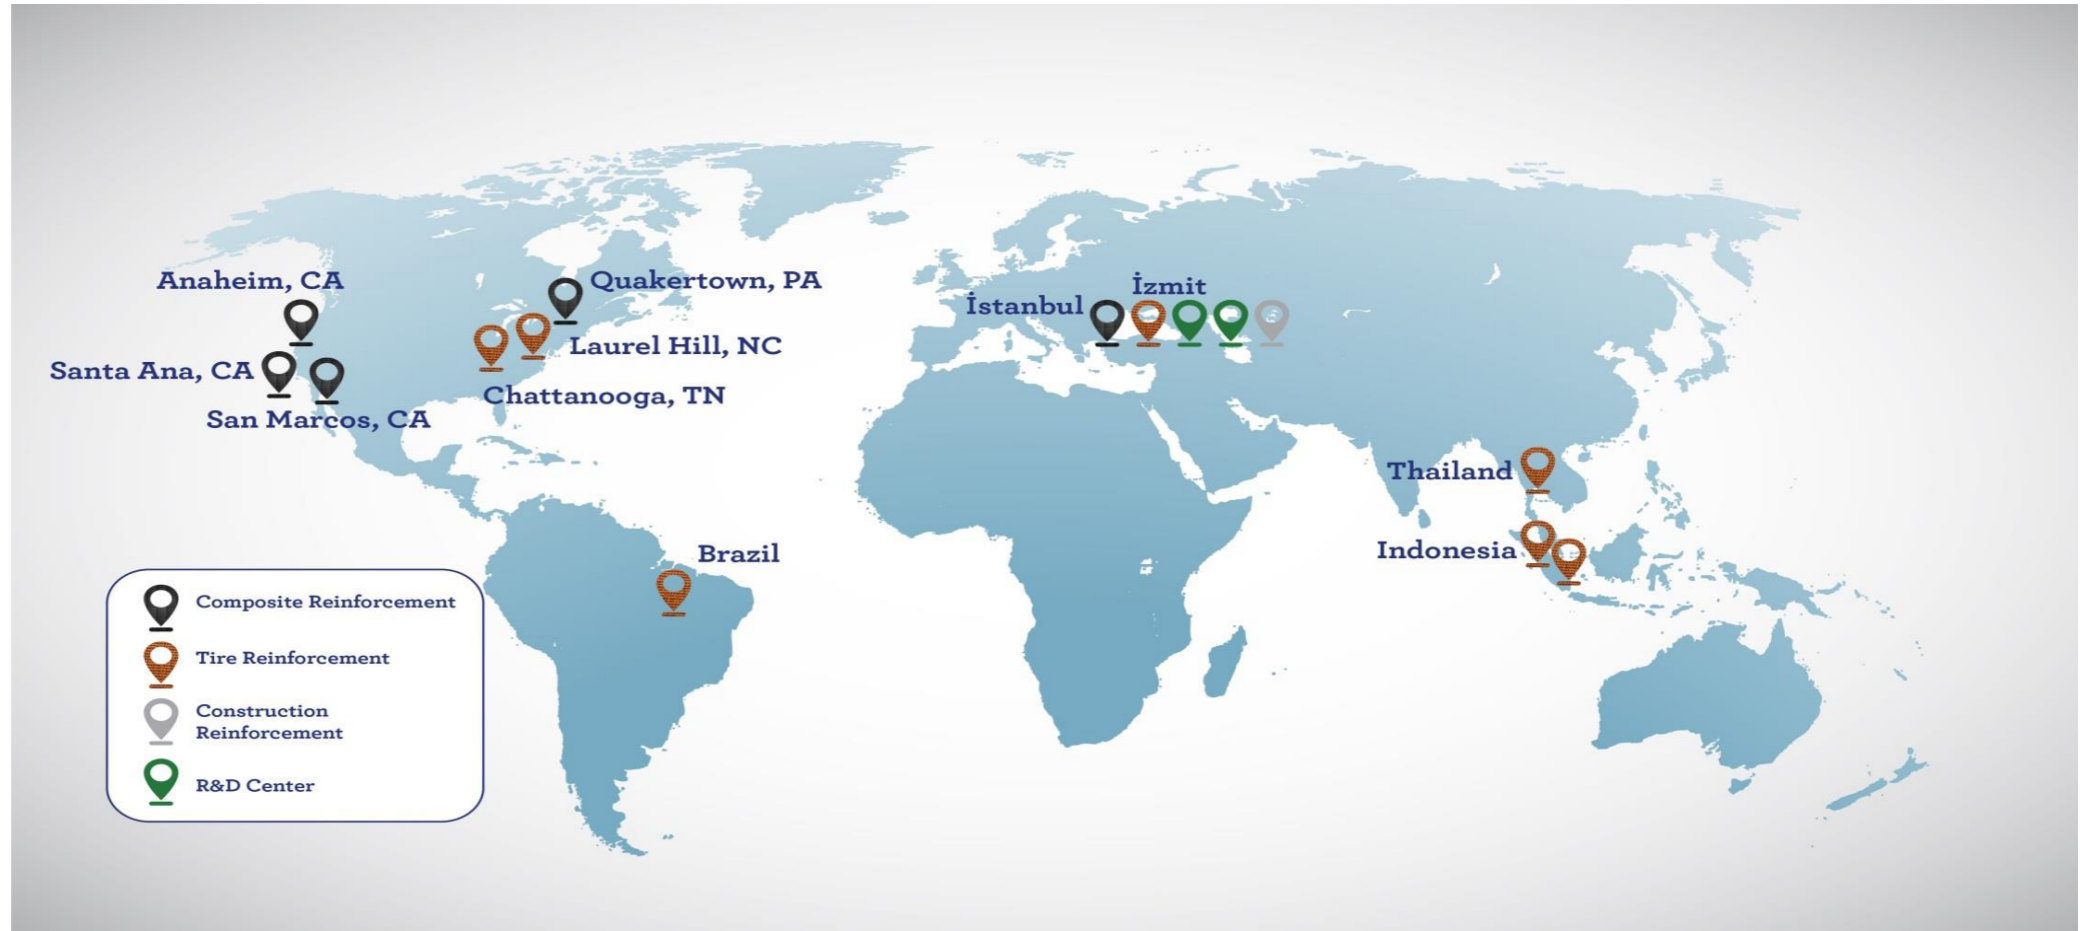 Anaheim, CA
Quakertown, PA
Santa Ana, CA
San Marcos, CA
Laurel Hill, NC
Chattanooga, TN
İstanbul
İzmit
Thailand
Indonesia
Brazil
Composite Reinforcement
Tire Reinforcement
Construction
Reinforcement
R&D Center